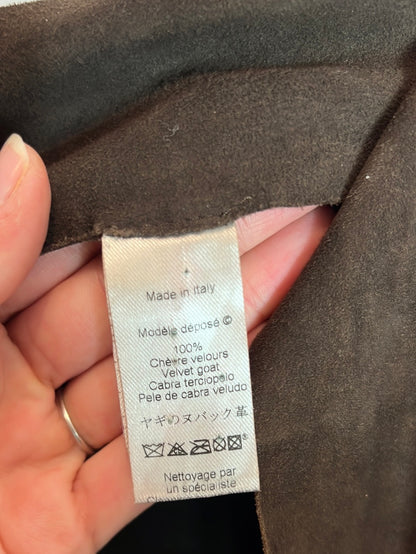 Made in Italy
Modèle déposé ©
100%
Chèvre velours
Velvet goat
Cabra terciopelo
Pele de cabra veludo
ヤギのヌバック革
Nettoyage par
un spécialiste